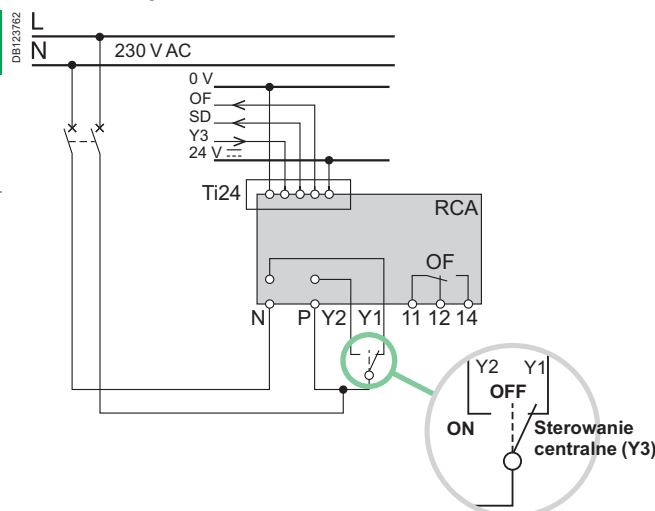 DB123762
L
N
230 V AC
0 V
OF
SD
Y3
24 V
Ti24
RCA
OF
N P Y2 Y1 11 12 14
Y2 Y1
OFF
ON
Sterowanie
centralne (Y3)